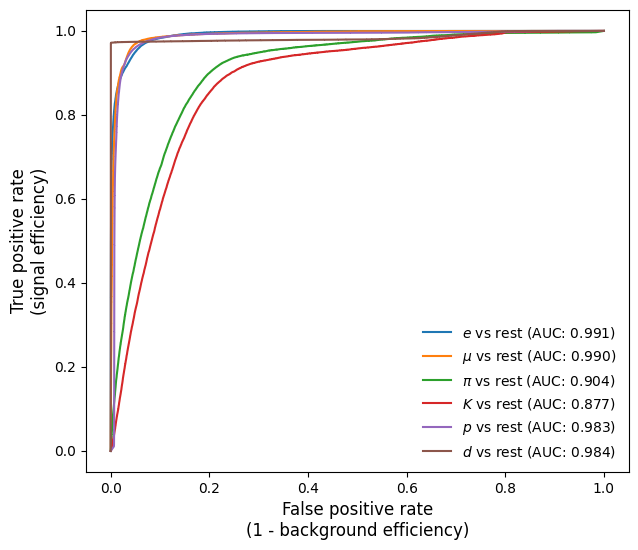 True positive rate
(signal efficiency)
1.0
0.8
0.6
0.4
0.2
0.0
e vs rest (AUC: 0.991)
μ vs rest (AUC: 0.990)
π vs rest (AUC: 0.904)
K vs rest (AUC: 0.877)
p vs rest (AUC: 0.983)
d vs rest (AUC: 0.984)
0.0 0.2 0.4 0.6 0.8 1.0
False positive rate
(1 - background efficiency)